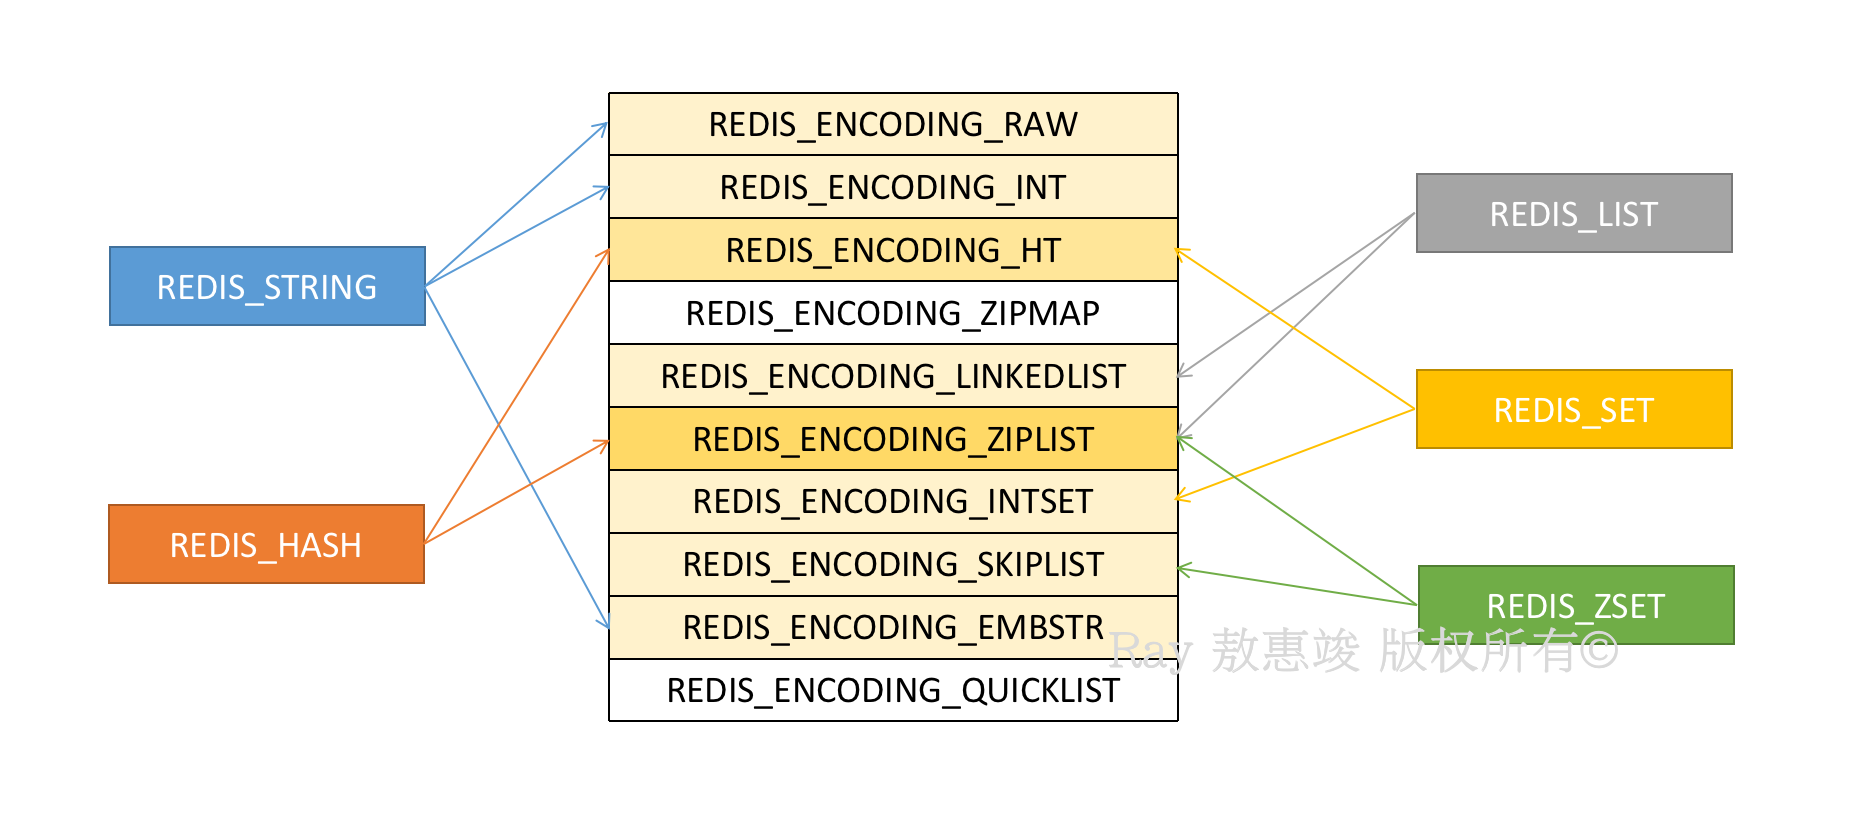 REDIS_STRING
REDIS_HASH
REDIS_ENCODING_RAW
REDIS_ENCODING_INT
REDIS_ENCODING_HT
REDIS_ENCODING_ZIPMAP
REDIS_ENCODING_LINKEDLIST
REDIS_ENCODING_ZIPLIST
REDIS_ENCODING_INTSET
REDIS_ENCODING_SKIPLIST
REDIS_ENCODING_EMBSTR
REDIS_ENCODING_QUICKLIST
REDIS_LIST
REDIS_SET
REDIS_ZSET
Ray 敖惠竣 版权所有©